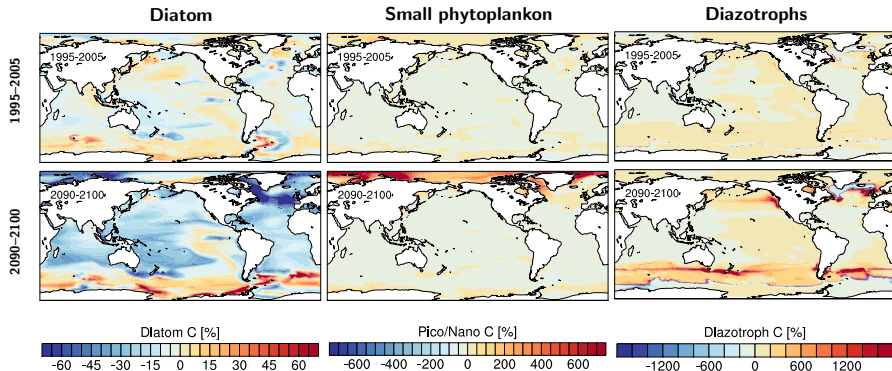 Diatom
Small phytoplankon
Diazotrophs
1995–2005
1995-2005
1995-2005
1995-2005
2090–2100
2090-2100
2090-2100
2090-2100
DIatom C [%]
-60 -45 -30 -15 0 15 30 45 60
Pico/Nano C [%]
-600 -400 -200 0 200 400 600
DIazotroph C [%]
-1200 -600 0 600 1200